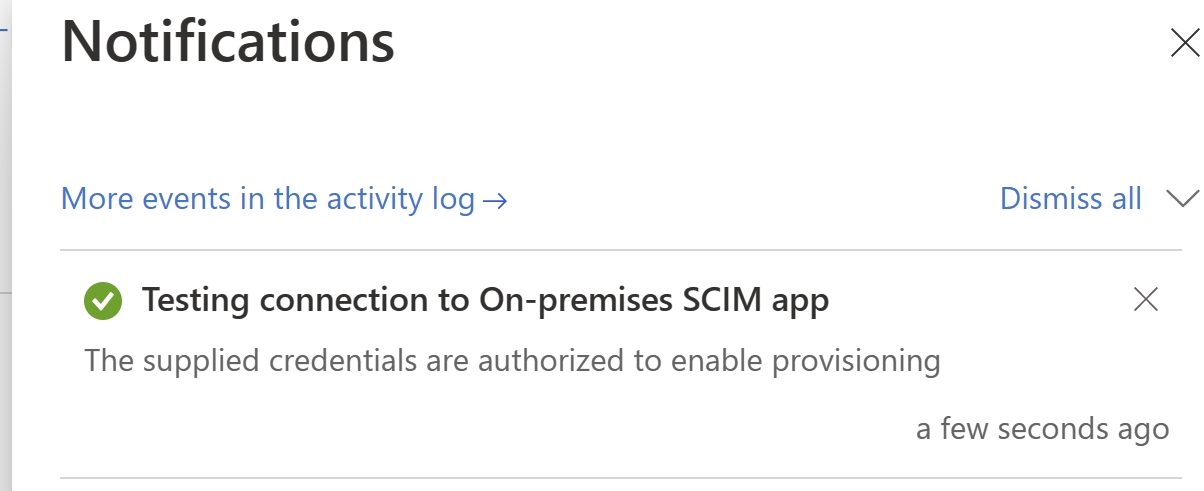 Notifications
More events in the activity log → Dismiss all
Testing connection to On-premises SCIM app
The supplied credentials are authorized to enable provisioning
a few seconds ago